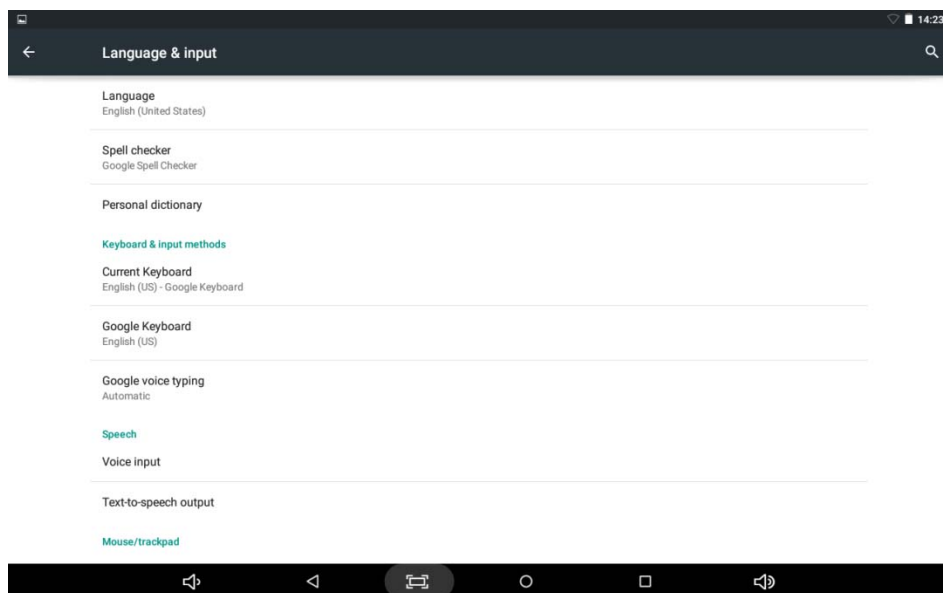 14:23
Language & input
Language
English (United States)
Spell checker
Google Spell Checker
Personal dictionary
Keyboard & input methods
Current Keyboard
English (US) - Google Keyboard
Google Keyboard
English (US)
Google voice typing
Automatic
Speech
Voice input
Text-to-speech output
Mouse/trackpad